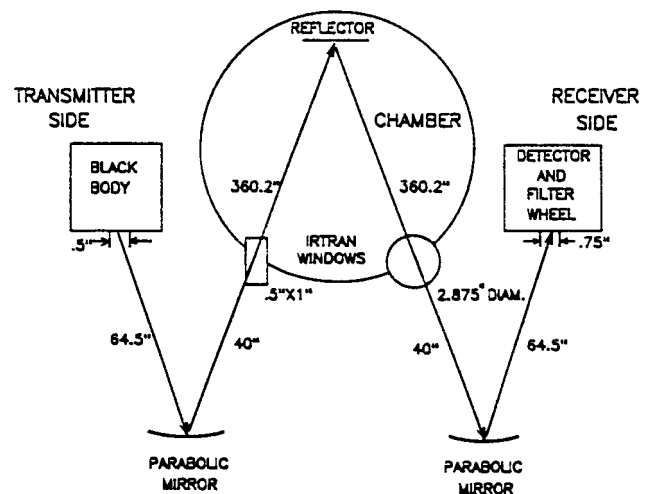 REFLECTOR
TRANSMITTER
SIDE
RECEIVER
SIDE
CHAMBER
BLACK
BODY
DETECTOR
AND
FILTER
WHEEL
360.2"
360.2"
.5"
.75"
IRTRAN
WINDOWS
.5"X1"
2.875" DIAM.
64.5"
40"
40"
64.5"
PARABOLIC
MIRROR
PARABOLIC
MIRROR